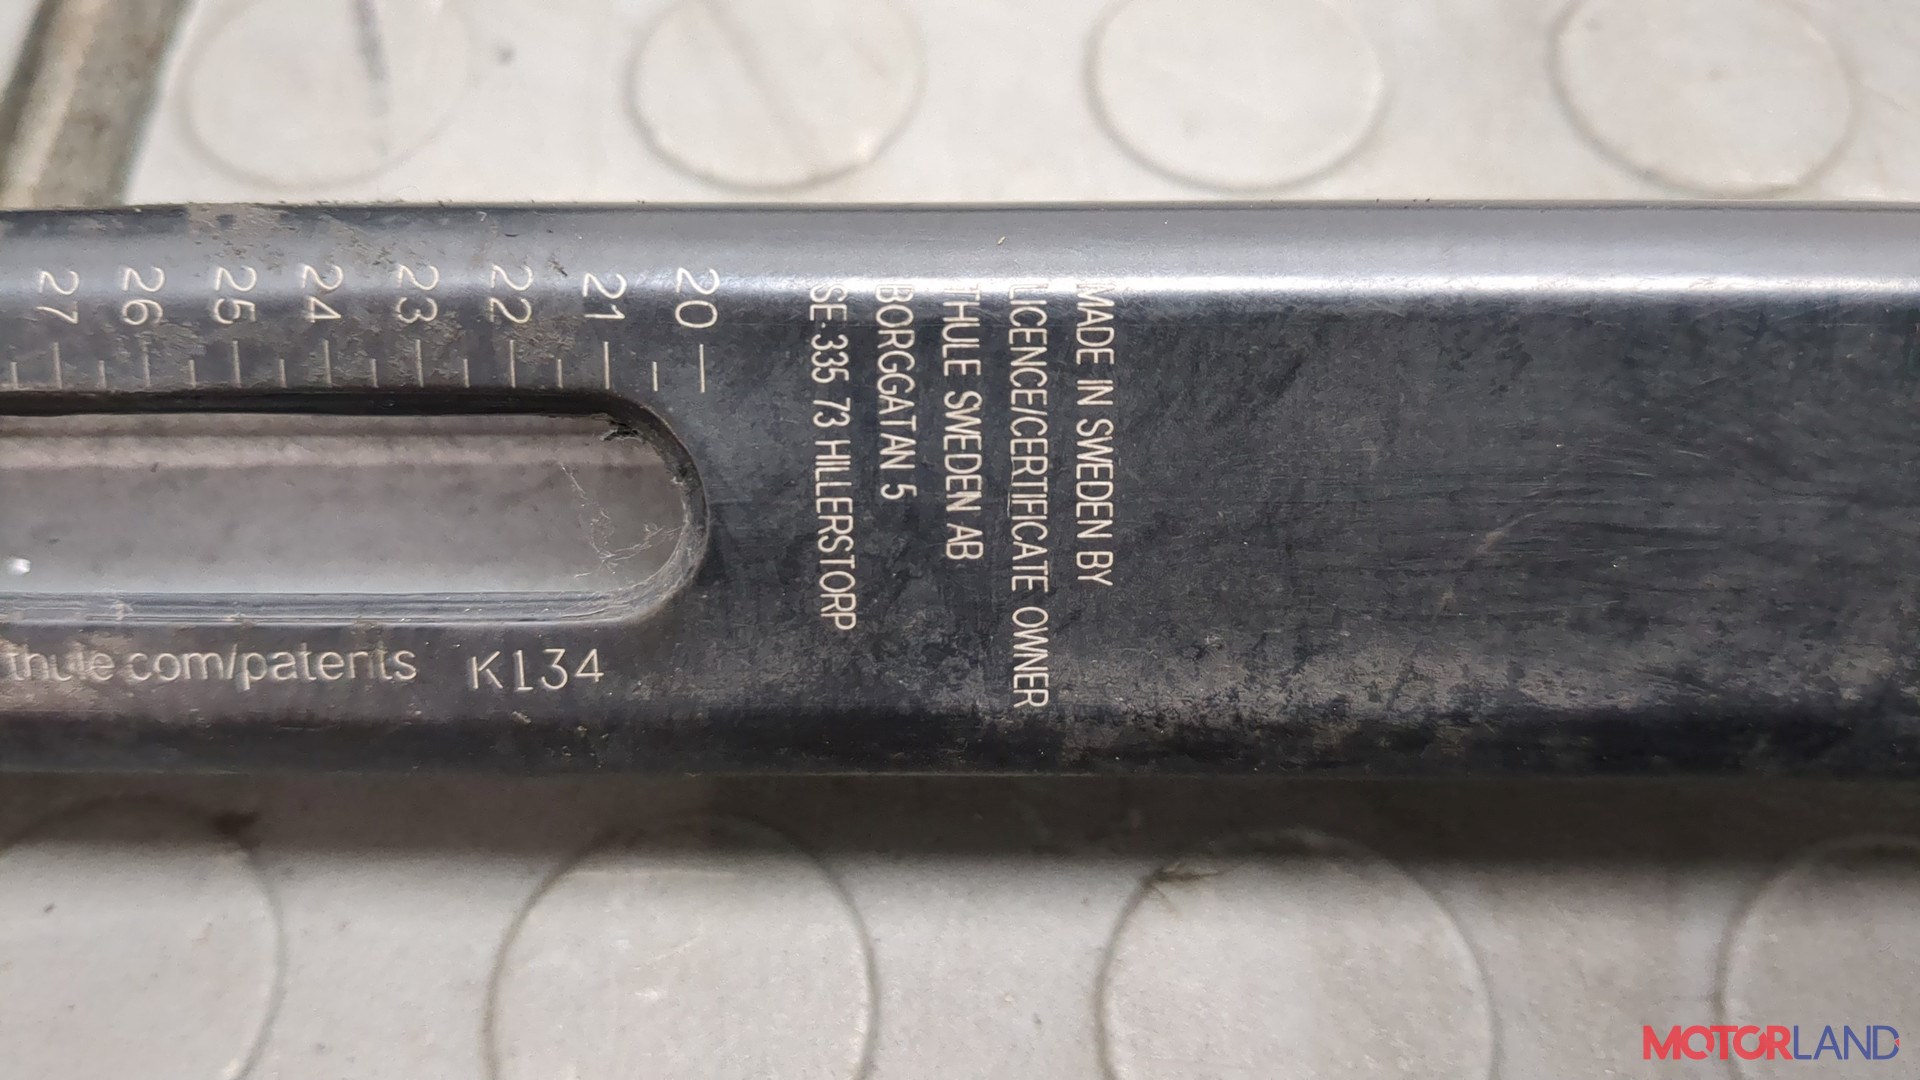 MADE IN SWEDEN BY
LICENCE/CERTIFICATE OWNER
THULE SWEDEN AB
BORGGATAN 5
SE-335 73 HILLERSTORP
27 26 25 24 23 22 21 20
thule.com/patents K134
MOTORLAND